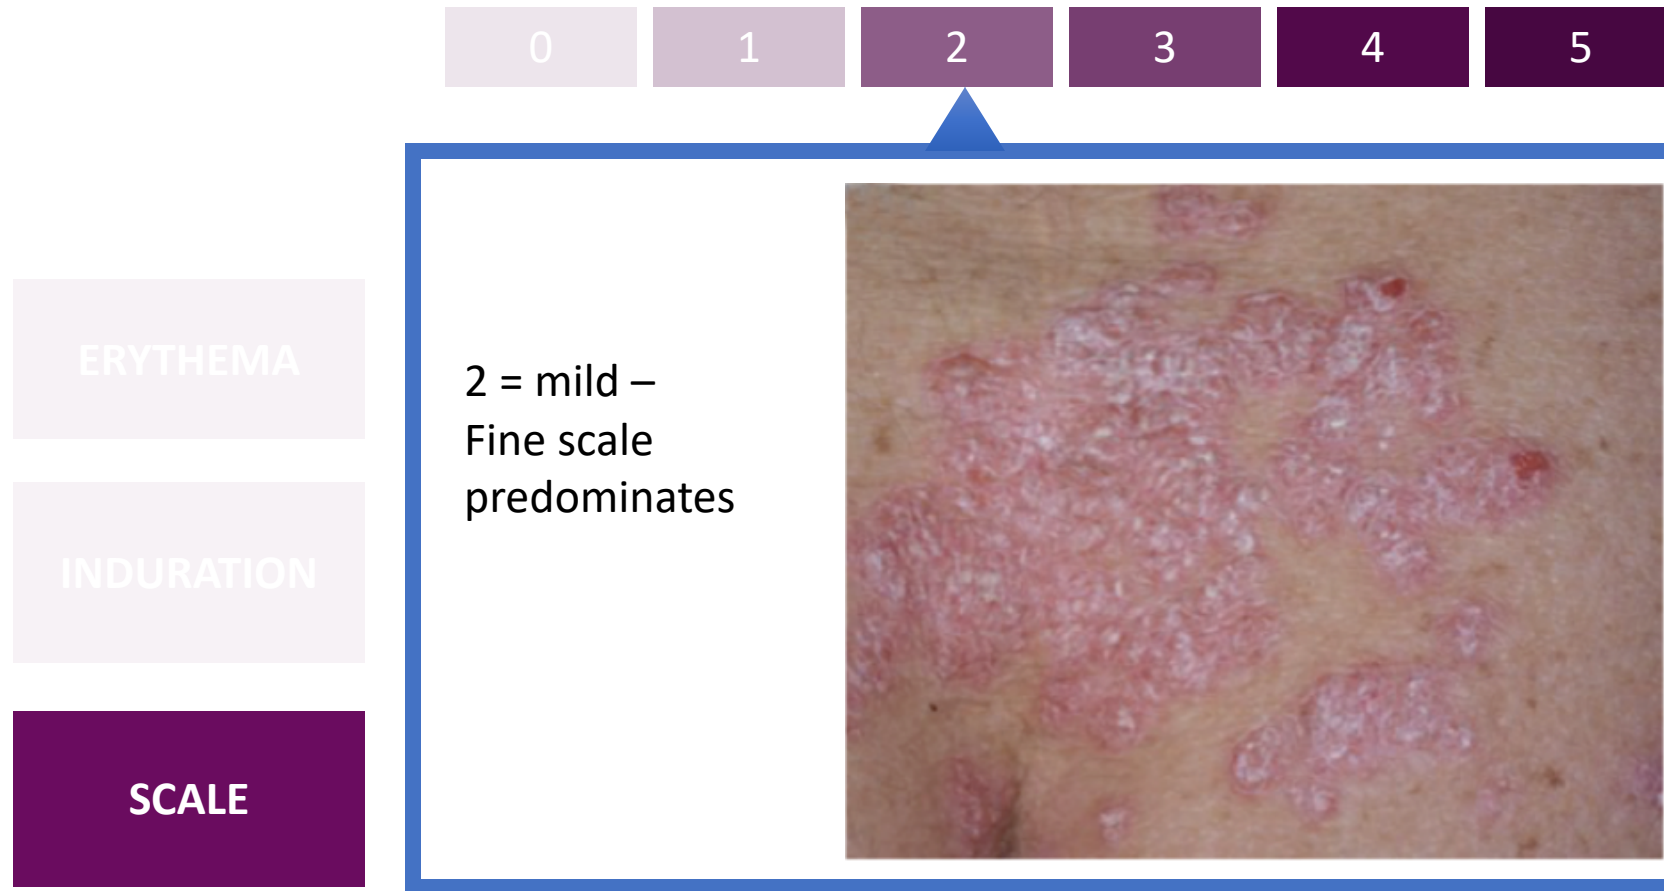 0
1
2
3
4
5
ERYTHEMA
INDURATION
SCALE
2 = mild –
Fine scale
predominates